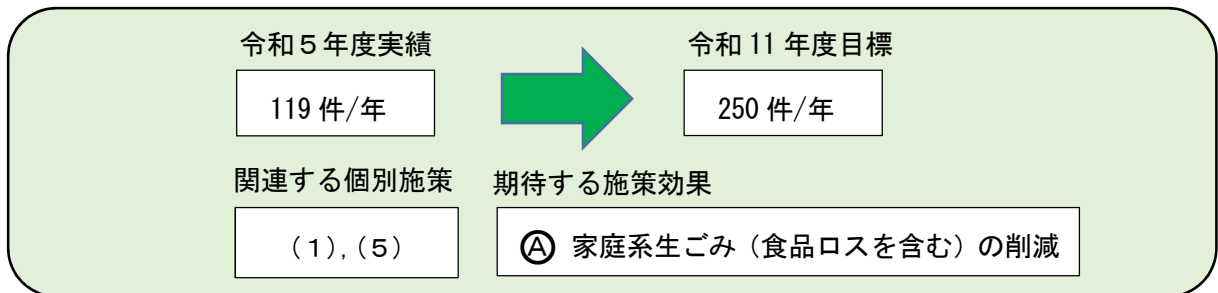 令和５年度実績
令和 11 年度目標
119 件/年
250 件/年
関連する個別施策
期待する施策効果
（１），（５）
Ⓐ 家庭系生ごみ（食品ロスを含む）の削減